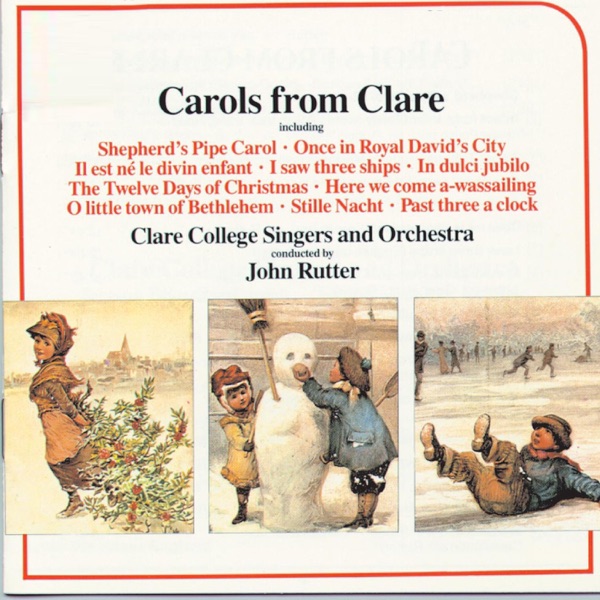 Carols from Clare
including
Shepherd's Pipe Carol · Once in Royal David's City
Il est né le divin enfant · I saw three ships · In dulci jubilo
The Twelve Days of Christmas · Here we come a-wassailing
O little town of Bethlehem · Stille Nacht · Past three a clock
Clare College Singers and Orchestra
conducted by
John Rutter